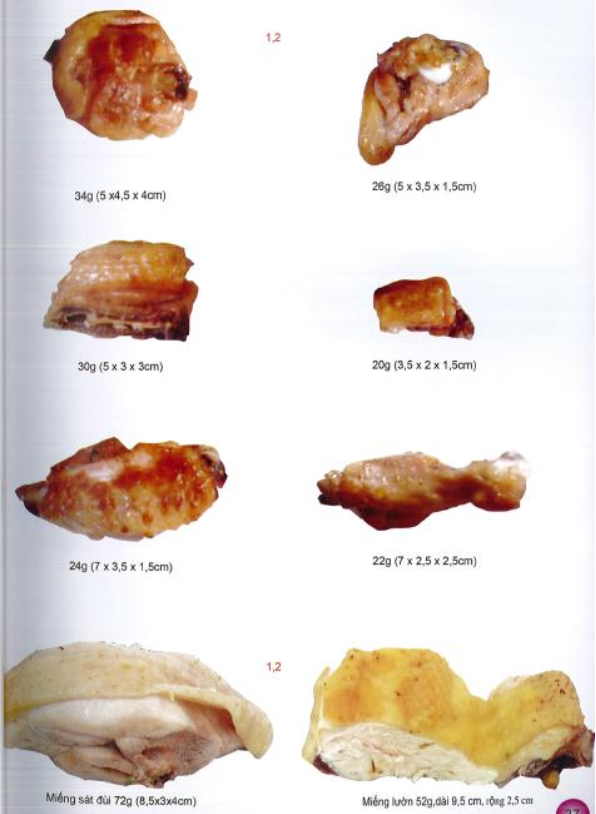 1,2
34g (5 x4,5 x 4cm)
26g (5 x 3,5 x 1,5cm)
30g (5 x 3 x 3cm)
20g (3,5 x 2 x 1,5cm)
24g (7 x 3,5 x 1,5cm)
22g (7 x 2,5 x 2,5cm)
1,2
Miếng sát đùi 72g (8,5x3x4cm)
Miếng lườn 52g,dài 9,5 cm, rộng 2,5 cm